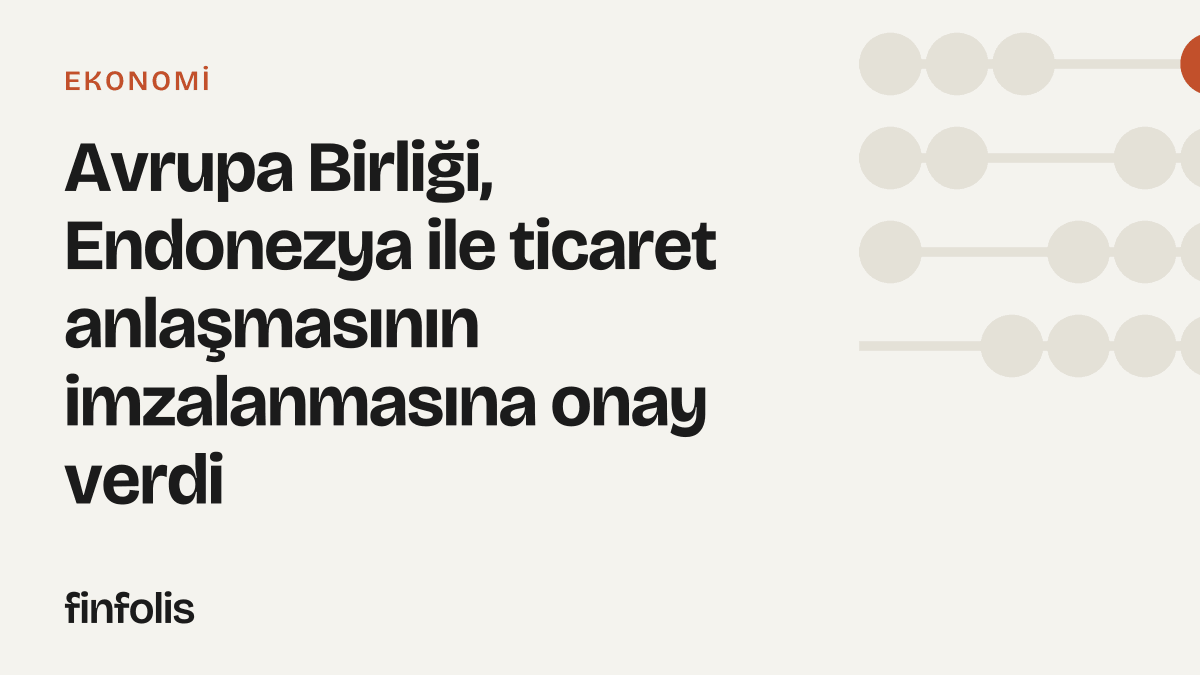 EKONOMİ
Avrupa Birliği,
Endonezya ile ticaret
anlaşmasının
imzalanmasına onay
verdi
finfolis